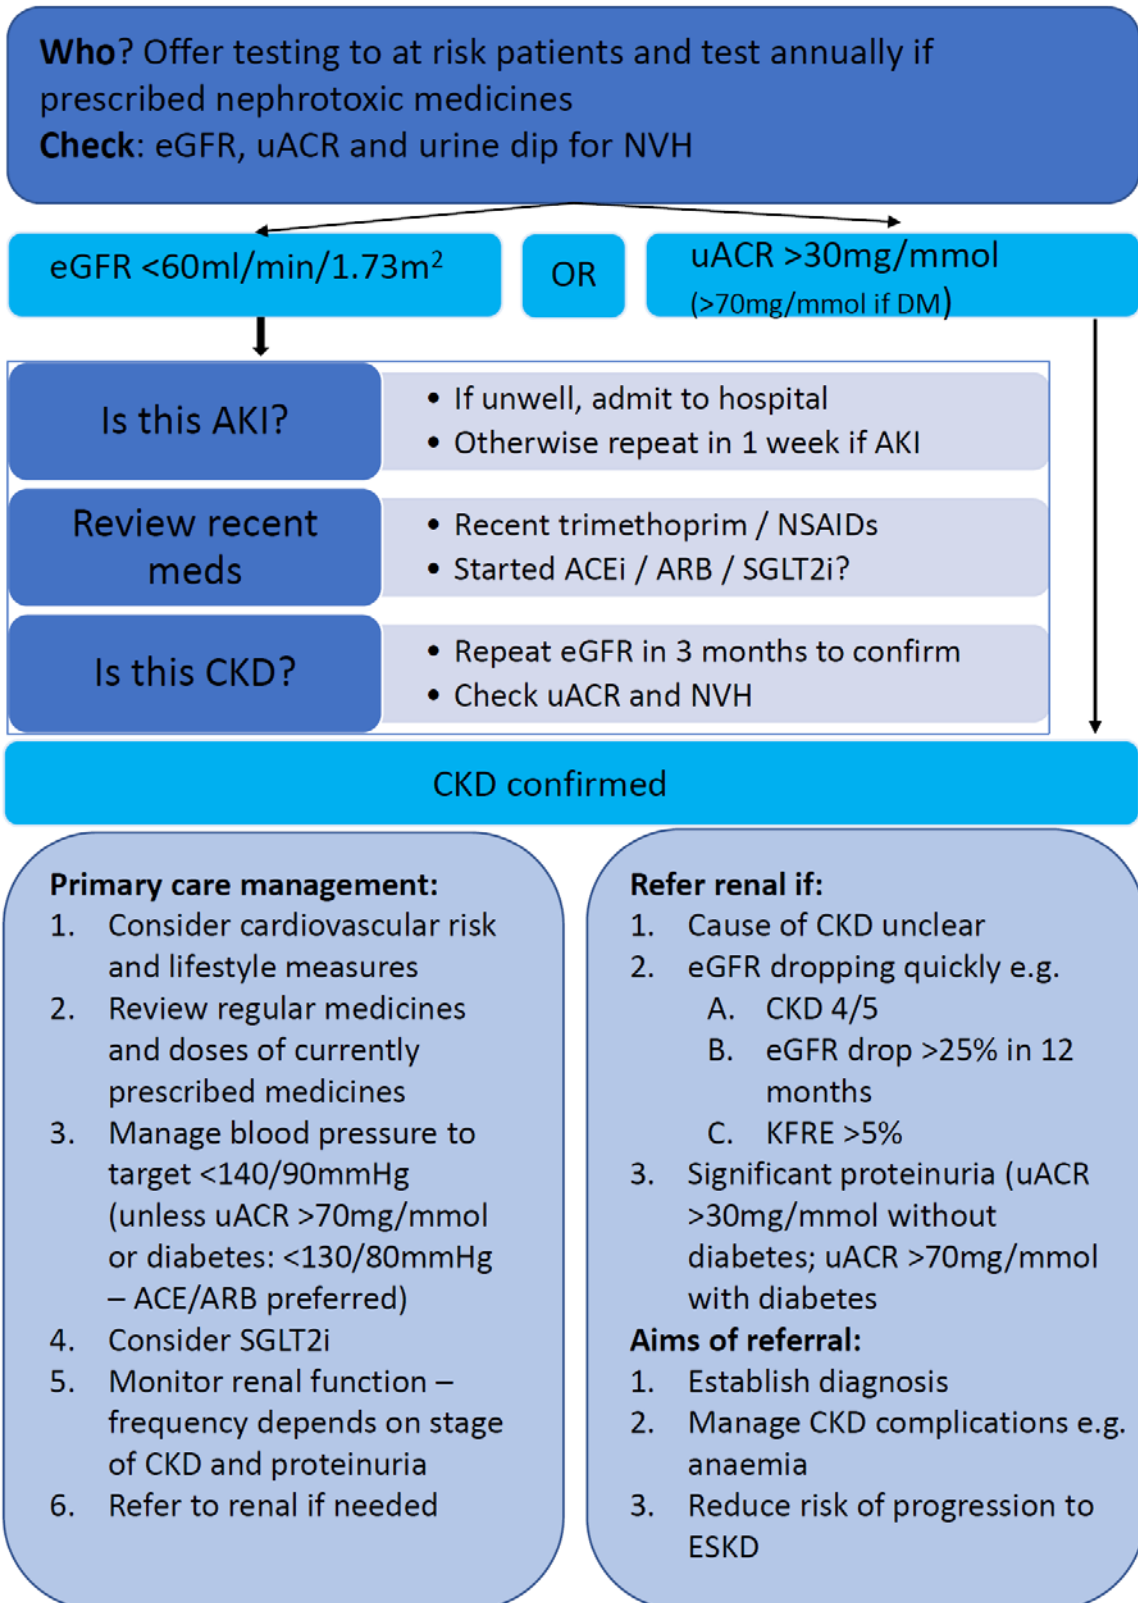 Who? Offer testing to at risk patients and test annually if
prescribed nephrotoxic medicines
Check: eGFR, uACR and urine dip for NVH
eGFR <60ml/min/1.73m²
OR
uACR >30mg/mmol
(>70mg/mmol if DM)
Is this AKI?
• If unwell, admit to hospital
• Otherwise repeat in 1 week if AKI
Review recent
meds
• Recent trimethoprim / NSAIDs
• Started ACEi / ARB / SGLT2i?
Is this CKD?
• Repeat eGFR in 3 months to confirm
• Check uACR and NVH
CKD confirmed
Primary care management:
1. Consider cardiovascular risk
and lifestyle measures
2. Review regular medicines
and doses of currently
prescribed medicines
3. Manage blood pressure to
target <140/90mmHg
(unless uACR >70mg/mmol
or diabetes: <130/80mmHg
– ACE/ARB preferred)
4. Consider SGLT2i
5. Monitor renal function –
frequency depends on stage
of CKD and proteinuria
6. Refer to renal if needed
Refer renal if:
1. Cause of CKD unclear
2. eGFR dropping quickly e.g.
A. CKD 4/5
B. eGFR drop >25% in 12
months
C. KFRE >5%
3. Significant proteinuria (uACR
>30mg/mmol without
diabetes; uACR >70mg/mmol
with diabetes
Aims of referral:
1. Establish diagnosis
2. Manage CKD complications e.g.
anaemia
3. Reduce risk of progression to
ESKD